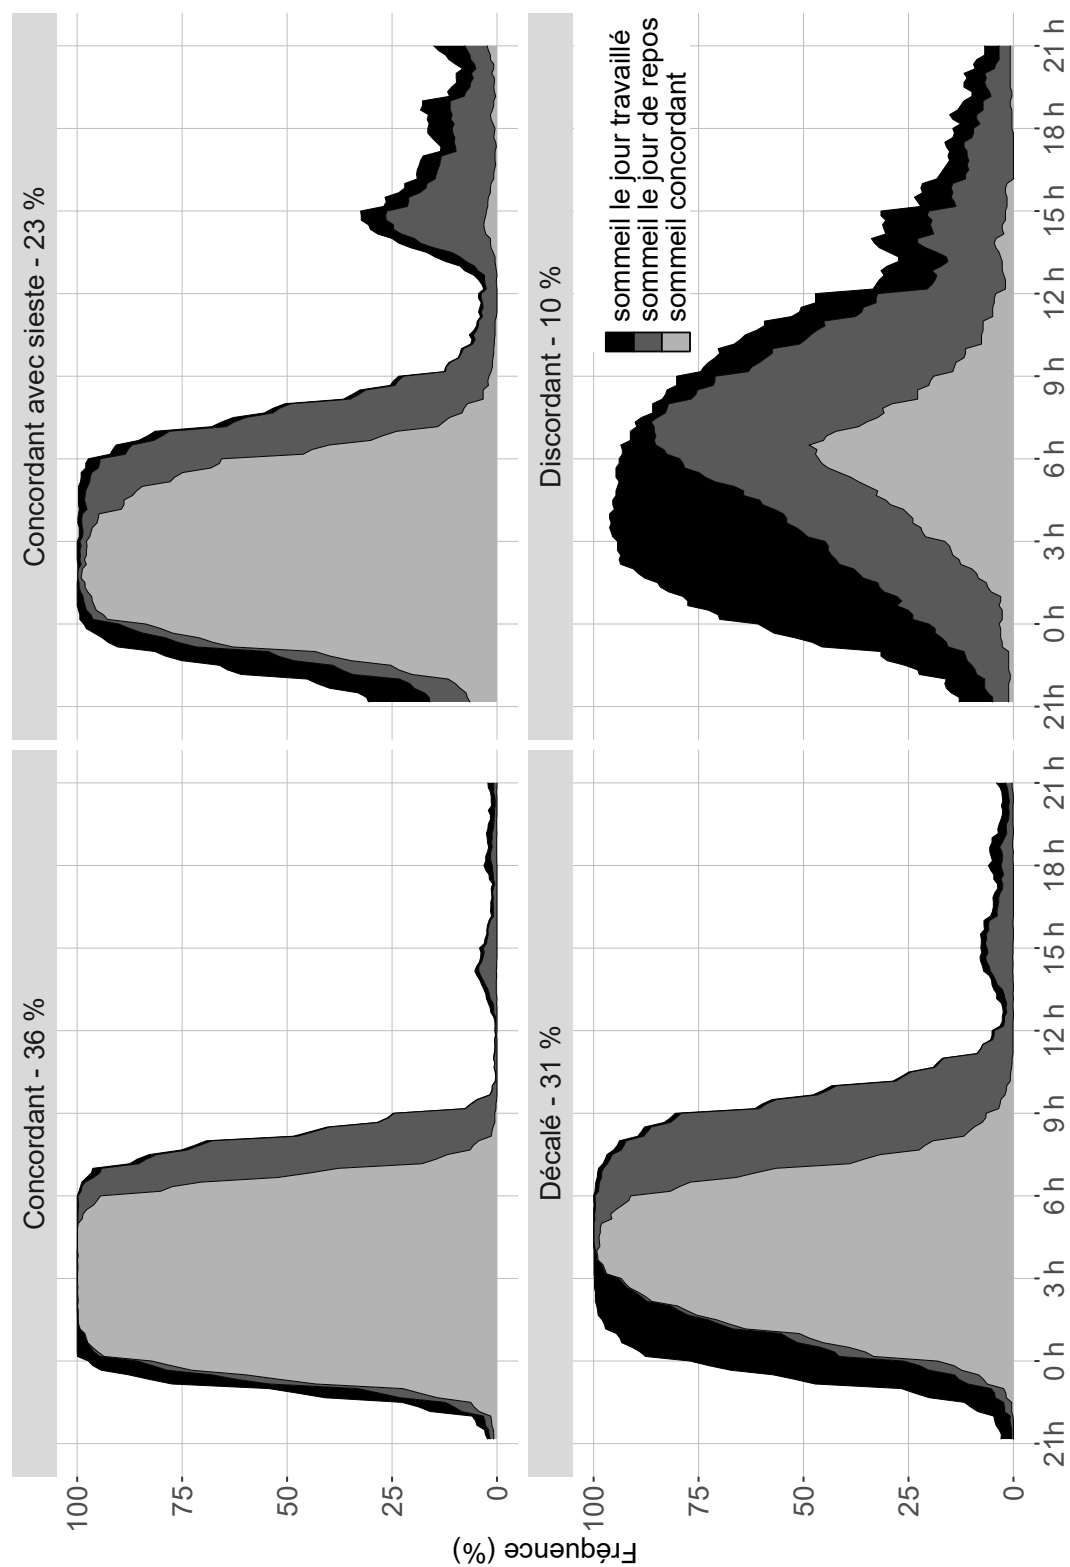 Concordant - 36 %
Concordant avec sieste - 23 %
100
75
50
25
0
Décalé - 31 %
Discordant - 10 %
sommeil le jour travaillé
sommeil le jour de repos
sommeil concordant
100
75
50
25
0
21h 0 h 3 h 6 h 9 h 12 h 15 h 18 h 21 h
21h 0 h 3 h 6 h 9 h 12 h 15 h 18 h 21 h
Fréquence (%)